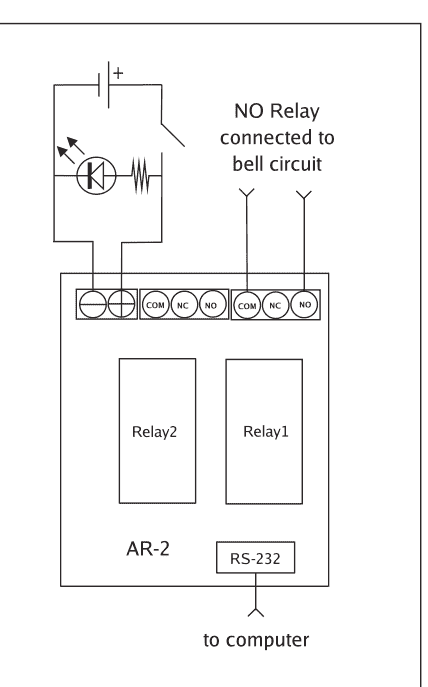 +
NO Relay
connected to
bell circuit
COM NC NO COM NC NO
Relay2 Relay1
AR-2
RS-232
to computer